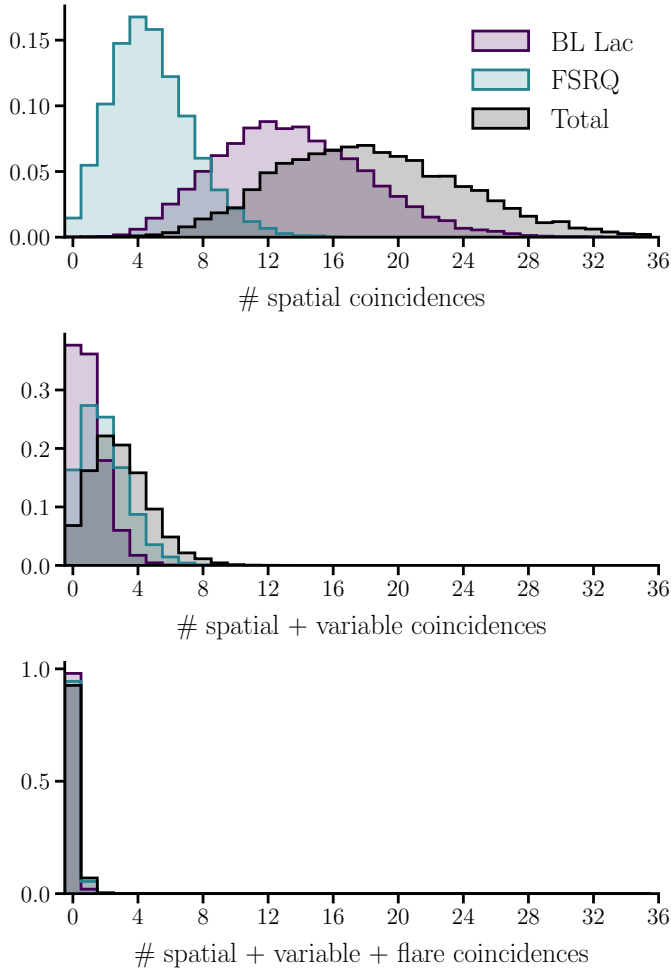 0.15
0.10
0.05
0.00
BL Lac
FSRQ
Total
0 4 8 12 16 20 24 28 32 36
# spatial coincidences
0.3
0.2
0.1
0.0
0 4 8 12 16 20 24 28 32 36
# spatial + variable coincidences
1.0
0.5
0.0
0 4 8 12 16 20 24 28 32 36
# spatial + variable + flare coincidences